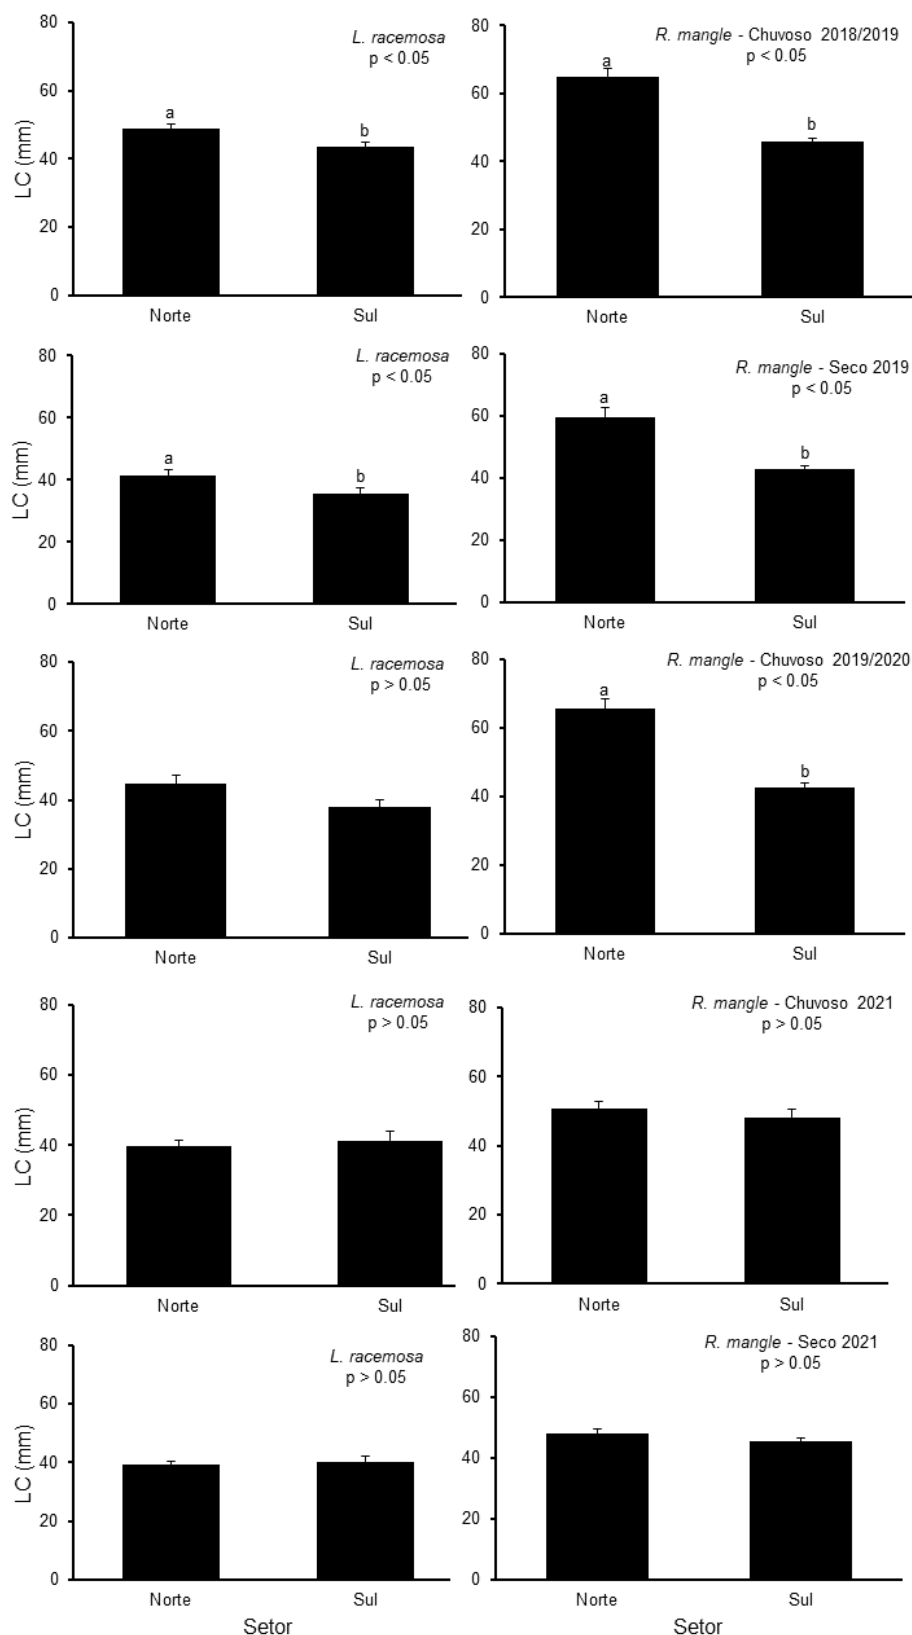 L. racemosa
p < 0.05
LC (mm)
80
60
40
20
0
a
b
Norte
Sul
R. mangle - Chuvoso 2018/2019
p < 0.05
80
60
40
20
0
a
b
Norte
Sul
L. racemosa
p < 0.05
LC (mm)
80
60
40
20
0
a
b
Norte
Sul
R. mangle - Seco 2019
p < 0.05
80
60
40
20
0
a
b
Norte
Sul
L. racemosa
p > 0.05
LC (mm)
80
60
40
20
0
Norte
Sul
R. mangle - Chuvoso 2019/2020
p < 0.05
80
60
40
20
0
a
b
Norte
Sul
L. racemosa
p > 0.05
LC (mm)
80
60
40
20
0
Norte
Sul
R. mangle - Chuvoso 2021
p > 0.05
80
60
40
20
0
Norte
Sul
L. racemosa
p > 0.05
LC (mm)
80
60
40
20
0
Norte
Sul
Setor
R. mangle - Seco 2021
p > 0.05
80
60
40
20
0
Norte
Sul
Setor